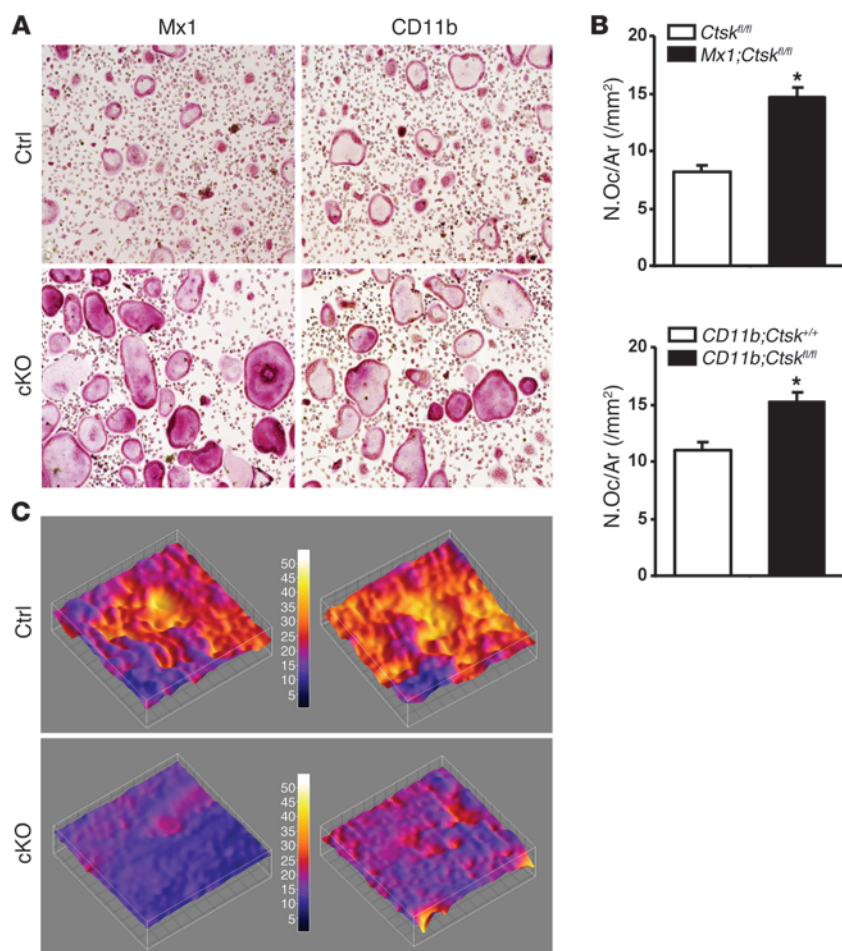 A
Mx1
CD11b
Ctrl
cKO
B
Ctsk^fl/fl
Mx1;Ctsk^fl/fl
N.Oc/Ar (/mm²)
20
15
10
5
0
*
CD11b;Ctsk^+/+
CD11b;Ctsk^fl/fl
N.Oc/Ar (/mm²)
20
15
10
5
0
*
C
Ctrl
50
45
40
35
30
25
20
15
10
5
cKO
50
45
40
35
30
25
20
15
10
5